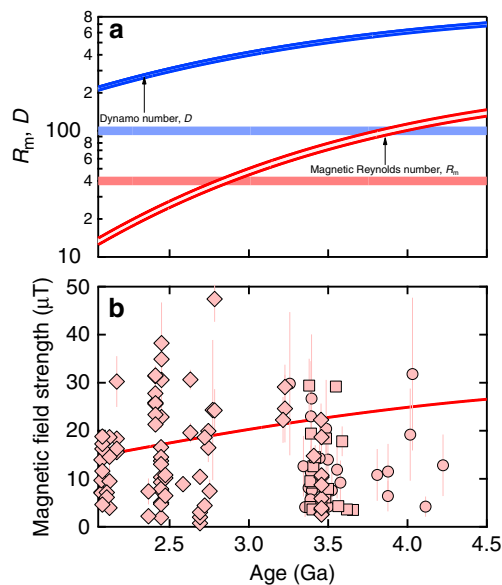 a
8
6
4
2
100
8
6
4
2
10
R_m, D
Dynamo number, D
Magnetic Reynolds number, R_m
b
50
40
30
20
10
0
Magnetic field strength (μT)
2.5 3.0 3.5 4.0 4.5
Age (Ga)